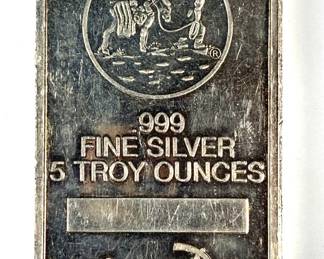 ®
.999
FINE SILVER
5 TROY OUNCES